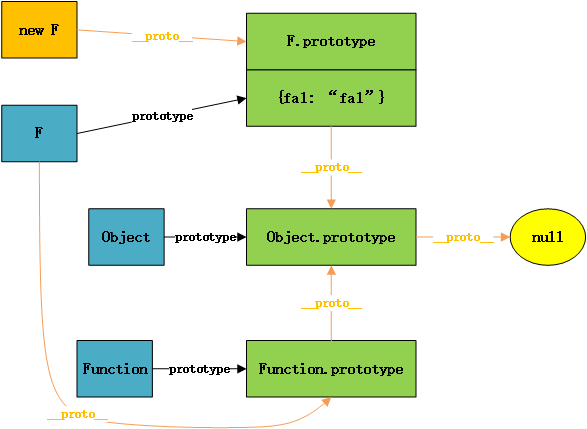 new F
__proto__
F.prototype
{fa1: “fa1”}
prototype
F
__proto__
Object
prototype
Object.prototype
__proto__
null
__proto__
Function
prototype
Function.prototype
__proto__